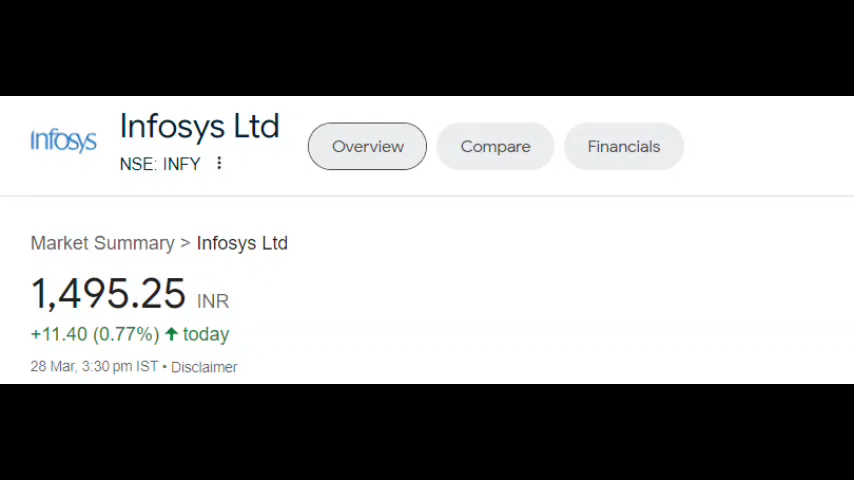 Infosys
Infosys Ltd
NSE: INFY
Overview
Compare
Financials
Market Summary > Infosys Ltd
1,495.25 INR
+11.40 (0.77%) ↑ today
28 Mar, 3:30 pm IST • Disclaimer